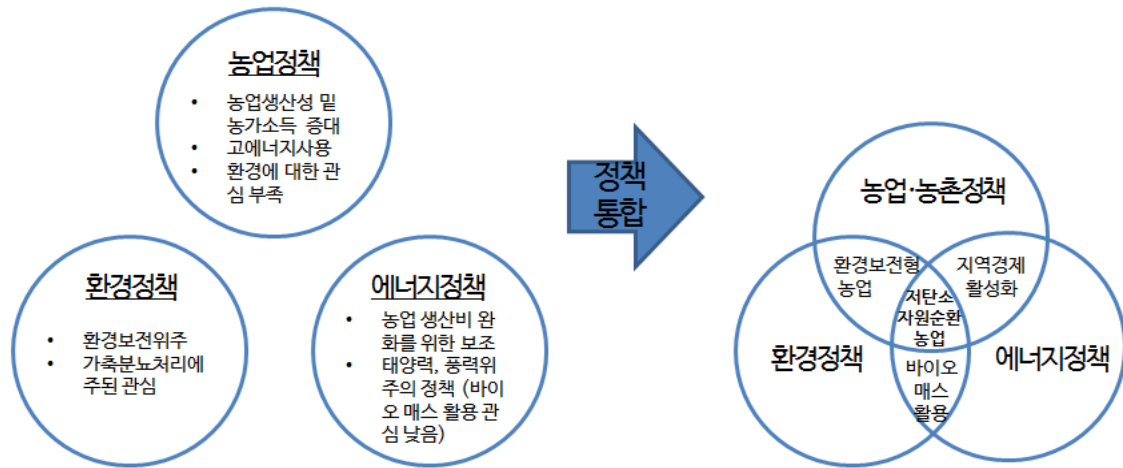 농업정책
• 농업생산성 밑
농가소득 증대
• 고에너지사용
• 환경에 대한 관
심 부족
환경정책
• 환경보전위주
• 가축분뇨처리에
주된 관심
에너지정책
• 농업 생산비 완
화를 위한 보조
• 태양력, 풍력위
주의 정책 (바이
오 매스 활용 관
심 낮음)
정책
통합
농업·농촌정책
환경보전형
농업
지역경제
활성화
저탄소
자원순환
농업
환경정책
에너지정책
바이오
매스
활용